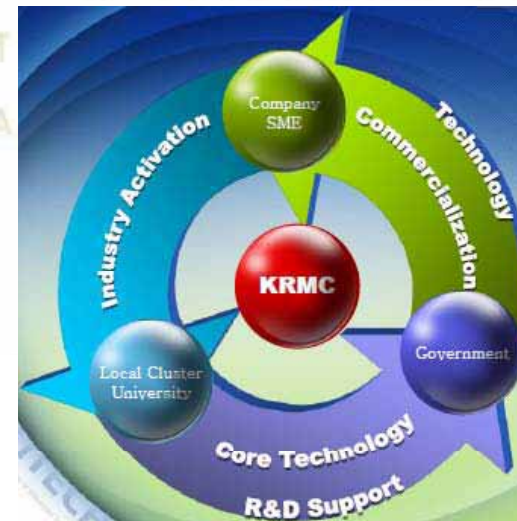 Company
SME
Technology
Commercialization
Industry Activation
KRMC
Government
Local Cluster
University
Core Technology
R&D Support